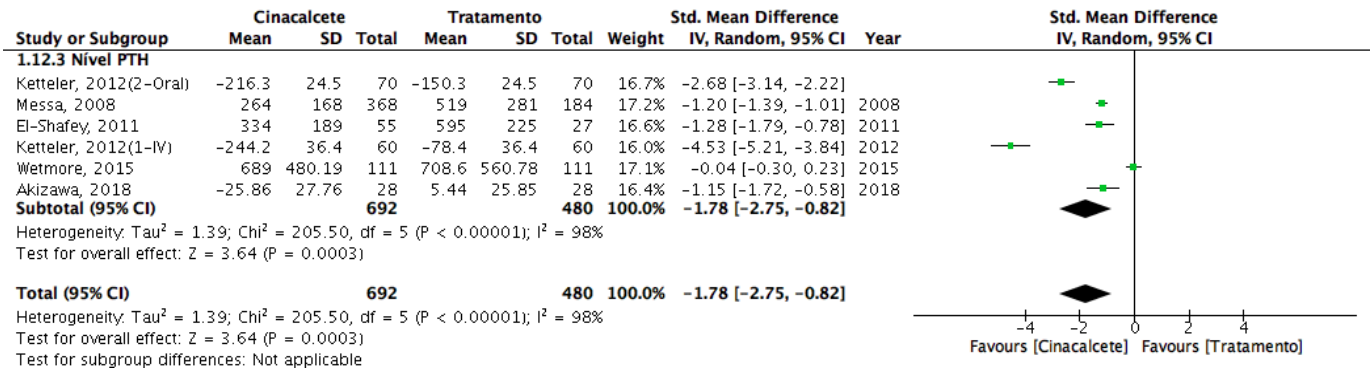 Cinacalcete Tratamento Std. Mean Difference Std. Mean Difference
Study or Subgroup Mean SD Total Mean SD Total Weight IV, Random, 95% CI Year IV, Random, 95% CI
1.12.3 Nível PTH
Ketteler, 2012(2-Oral) -216.3 24.5 70 -150.3 24.5 70 16.7% -2.68 [-3.14, -2.22]
Messa, 2008 264 168 368 519 281 184 17.2% -1.20 [-1.39, -1.01] 2008
El-Shafey, 2011 334 189 55 595 225 27 16.6% -1.28 [-1.79, -0.78] 2011
Ketteler, 2012(1-IV) -244.2 36.4 60 -78.4 36.4 60 16.0% -4.53 [-5.21, -3.84] 2012
Wetmore, 2015 689 480.19 111 708.6 560.78 111 17.1% -0.04 [-0.30, 0.23] 2015
Akizawa, 2018 -25.86 27.76 28 5.44 25.85 28 16.4% -1.15 [-1.72, -0.58] 2018
Subtotal (95% CI) 692 480 100.0% -1.78 [-2.75, -0.82]
Heterogeneity: Tau² = 1.39; Chi² = 205.50, df = 5 (P < 0.00001); I² = 98%
Test for overall effect: Z = 3.64 (P = 0.0003)
Total (95% CI) 692 480 100.0% -1.78 [-2.75, -0.82]
Heterogeneity: Tau² = 1.39; Chi² = 205.50, df = 5 (P < 0.00001); I² = 98%
Test for overall effect: Z = 3.64 (P = 0.0003)
Test for subgroup differences: Not applicable
-4 -2 0 2 4
Favours [Cinacalcete] Favours [Tratamento]